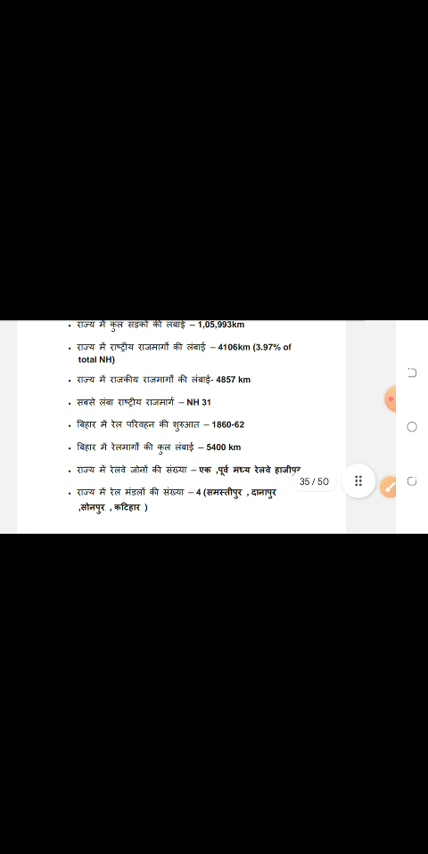 • राज्य में कुल सड़कों की लंबाई – 1,05,993km
• राज्य में राष्ट्रीय राजमार्गों की लंबाई – 4106km (3.97% of
total NH)
• राज्य में राजकीय राजमार्गों की लंबाई- 4857 km
• सबसे लंबा राष्ट्रीय राजमार्ग – NH 31
• बिहार में रेल परिवहन की शुरुआत – 1860-62
• बिहार में रेलमार्गों की कुल लंबाई – 5400 km
• राज्य में रेलवे जोनों की संख्या – एक ,पूर्व मध्य रेलवे
35 / 50
• राज्य में रेल मंडलों की संख्या – 4 (समस्तीपुर , दानापुर
,सोनपुर , कटिहार )